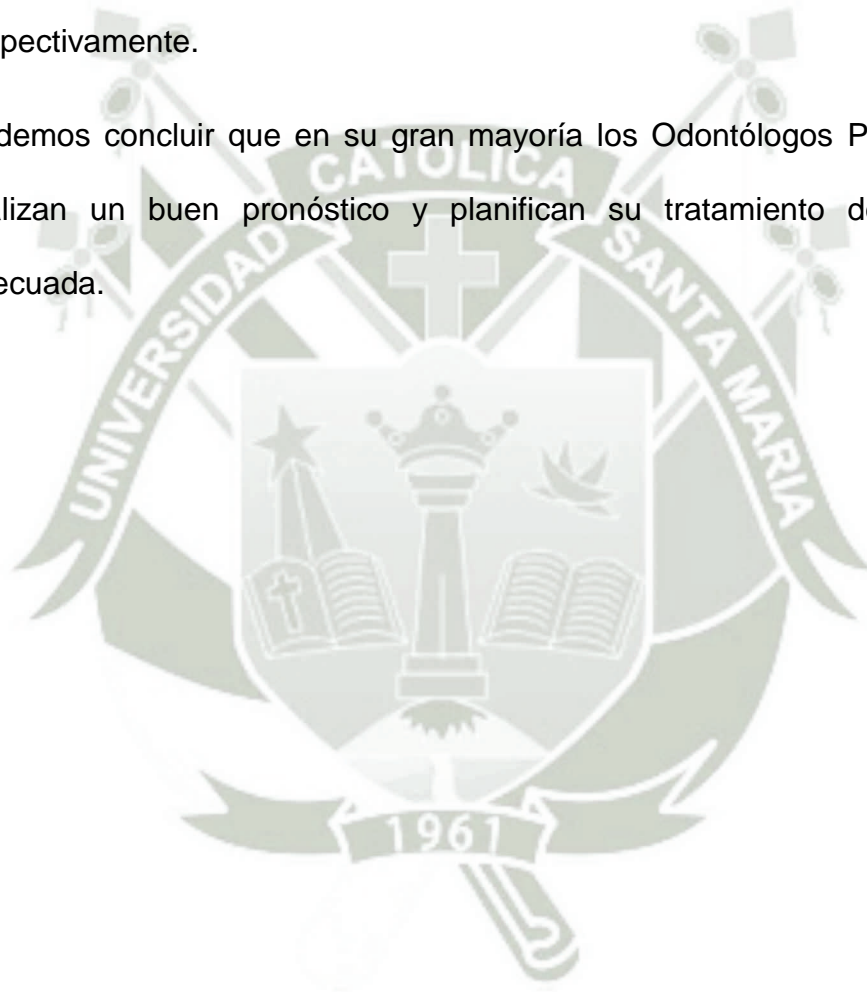 pectivamente.
demos concluir que en su gran mayoría los Odontólogos P
lizan un buen pronóstico y planifican su tratamiento d
ecuada.
UNIVERSIDAD CATÓLICA SANTA MARIA
1961